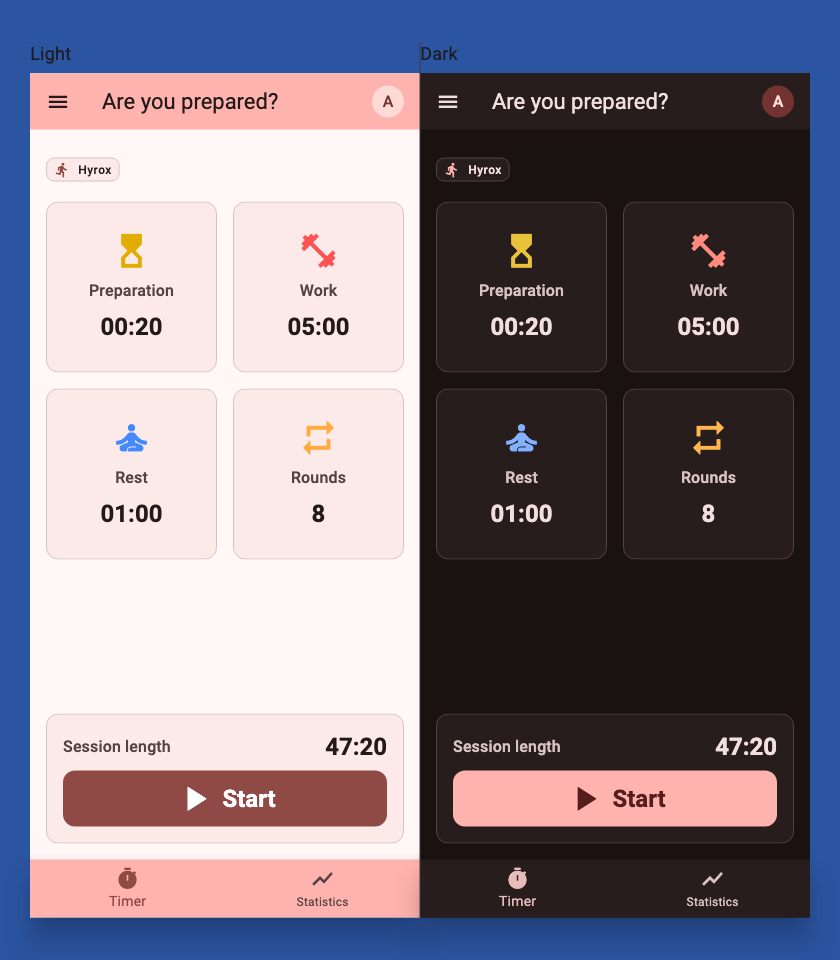 Light
Are you prepared?
A
Hyrox
Preparation
00:20
Work
05:00
Rest
01:00
Rounds
8
Session length
47:20
Start
Timer
Statistics
Dark
Are you prepared?
A
Hyrox
Preparation
00:20
Work
05:00
Rest
01:00
Rounds
8
Session length
47:20
Start
Timer
Statistics